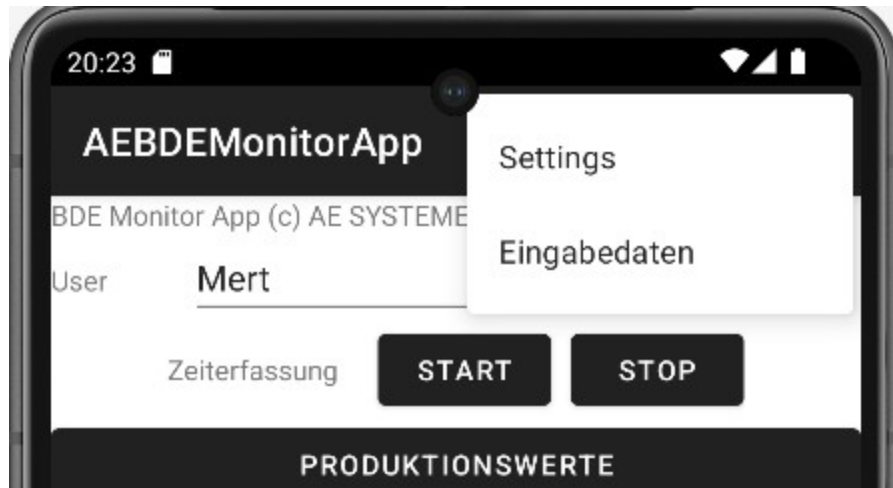 20:23
AEBDEMonitorApp
Settings
BDE Monitor App (c) AE SYSTEME
Eingabedaten
User Mert
Zeiterfassung START STOP
PRODUKTIONSWERTE